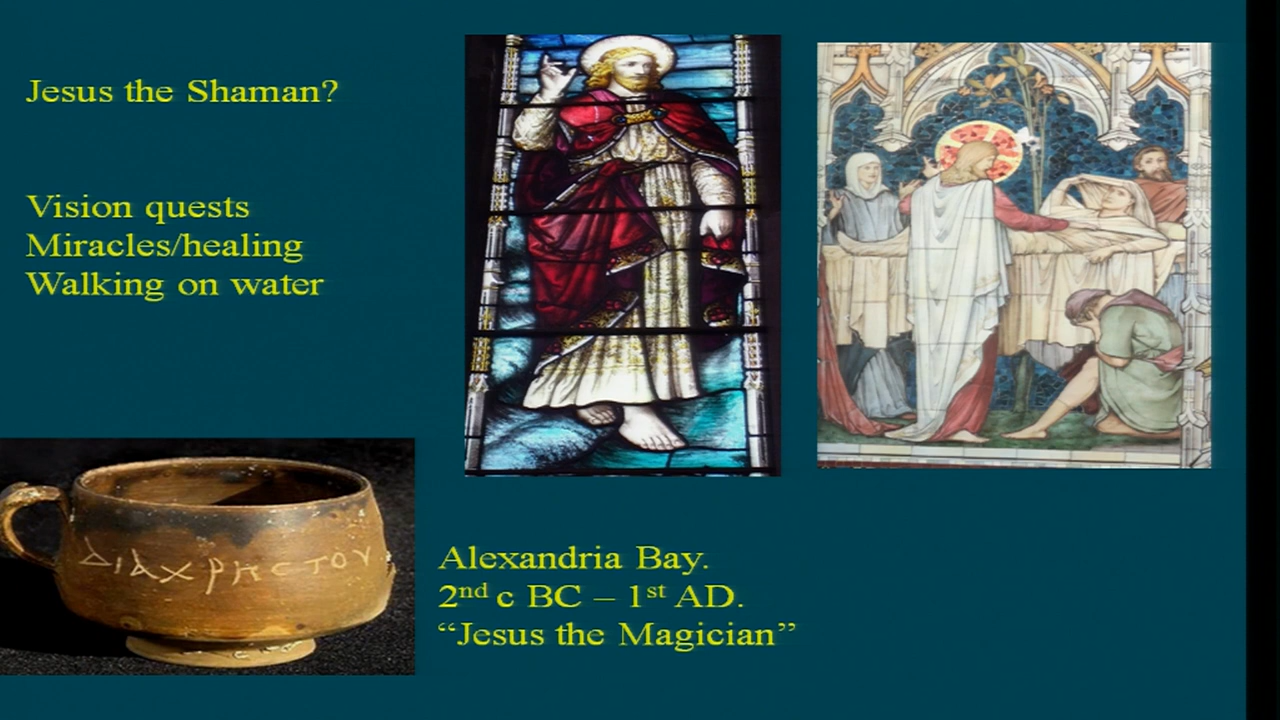 Jesus the Shaman?
Vision quests
Miracles/healing
Walking on water
ΔΙΑΧΡΗCΤΟΥ
Alexandria Bay.
2nd c BC – 1st AD.
“Jesus the Magician”